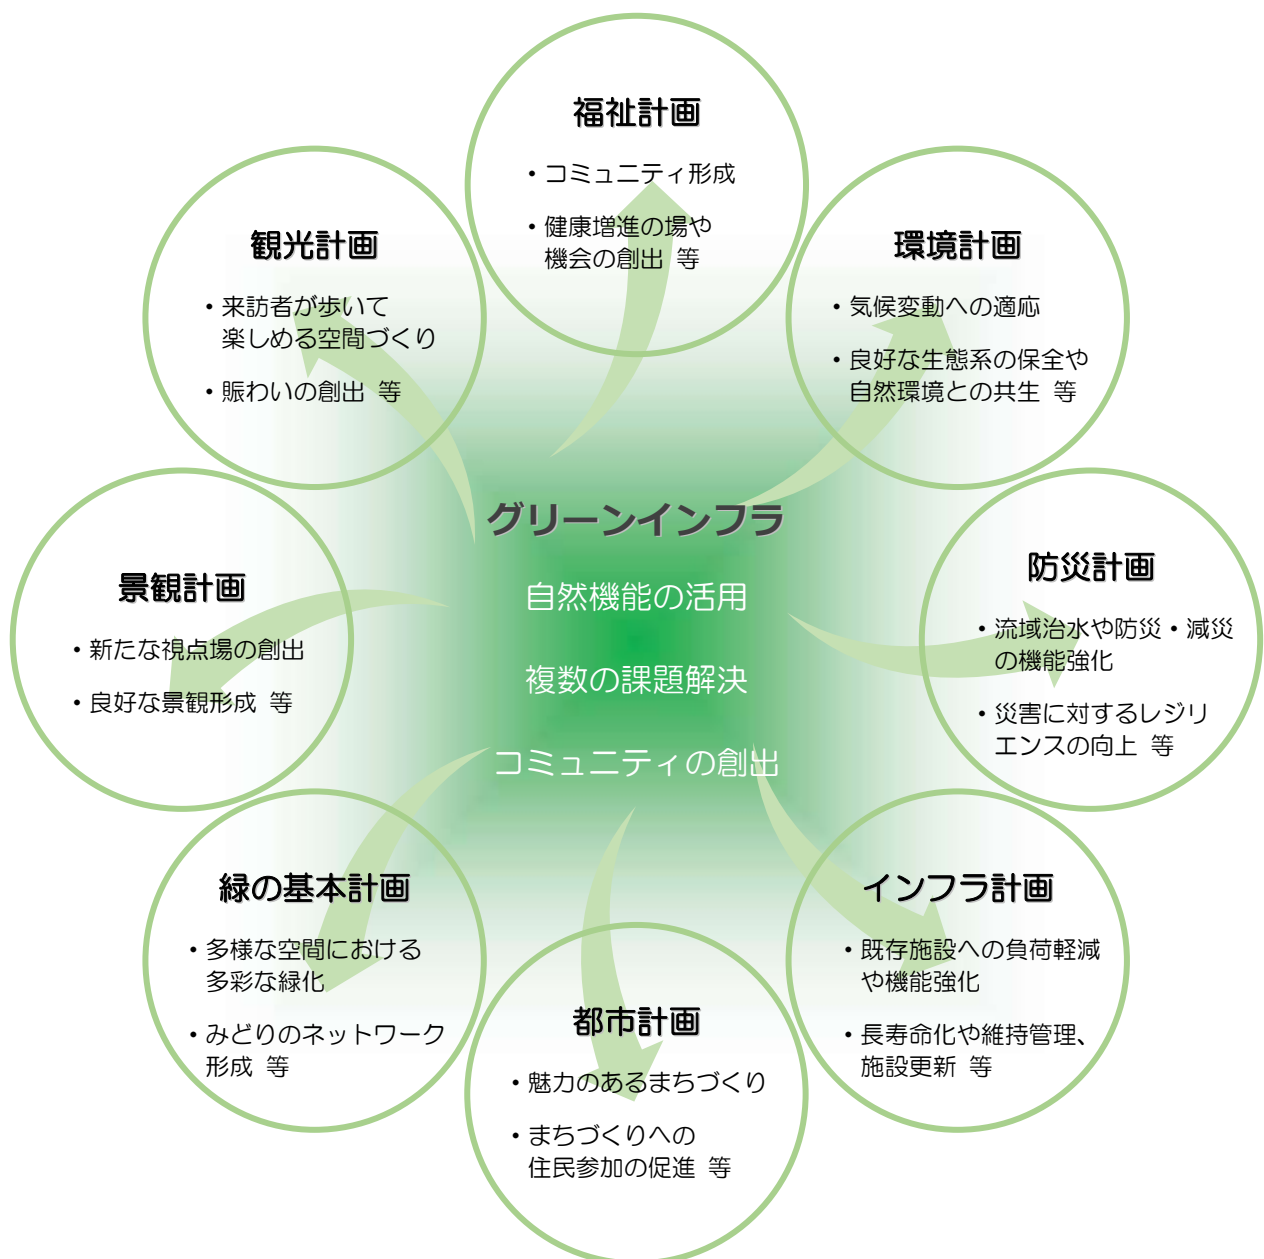 福祉計画
・コミュニティ形成
・健康増進の場や
機会の創出 等
観光計画
・来訪者が歩いて
楽しめる空間づくり
・賑わいの創出 等
環境計画
・気候変動への適応
・良好な生態系の保全や
自然環境との共生 等
グリーンインフラ
自然機能の活用
複数の課題解決
コミュニティの創出
景観計画
・新たな視点場の創出
・良好な景観形成 等
防災計画
・流域治水や防災・減災
の機能強化
・災害に対するレジリ
エンスの向上 等
緑の基本計画
・多様な空間における
多彩な緑化
・みどりのネットワーク
形成 等
都市計画
・魅力のあるまちづくり
・まちづくりへの
住民参加の促進 等
インフラ計画
・既存施設への負荷軽減
や機能強化
・長寿命化や維持管理、
施設更新 等